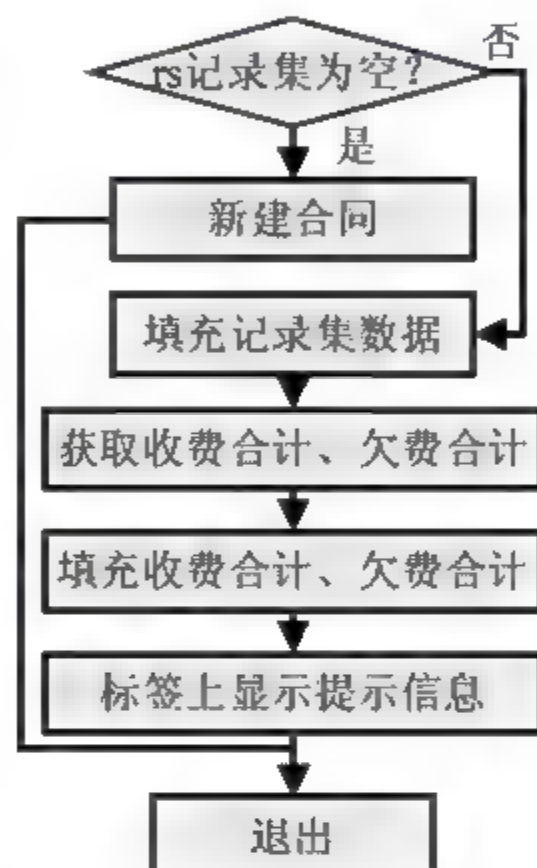 否
rs记录集为空?
是
新建合同
填充记录集数据
获取收费合计、欠费合计
填充收费合计、欠费合计
标签上显示提示信息
退出